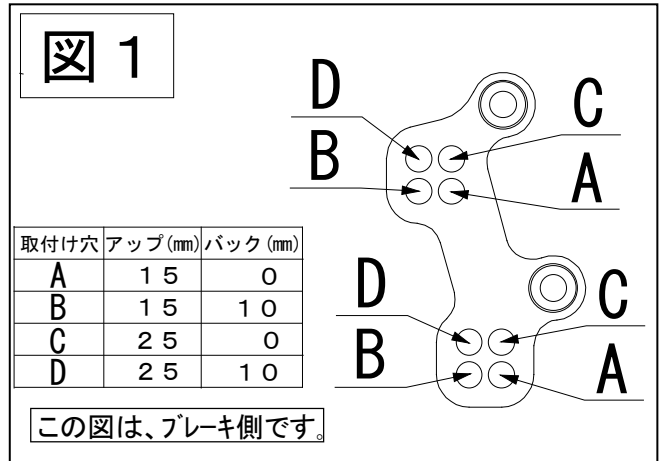 図１
D
C
B
A
取付け穴 アップ(㎜) バック(㎜)
A １５ ０
B １５ １０
C ２５ ０
D ２５ １０
D
C
B
A
この図は、ブレーキ側です。